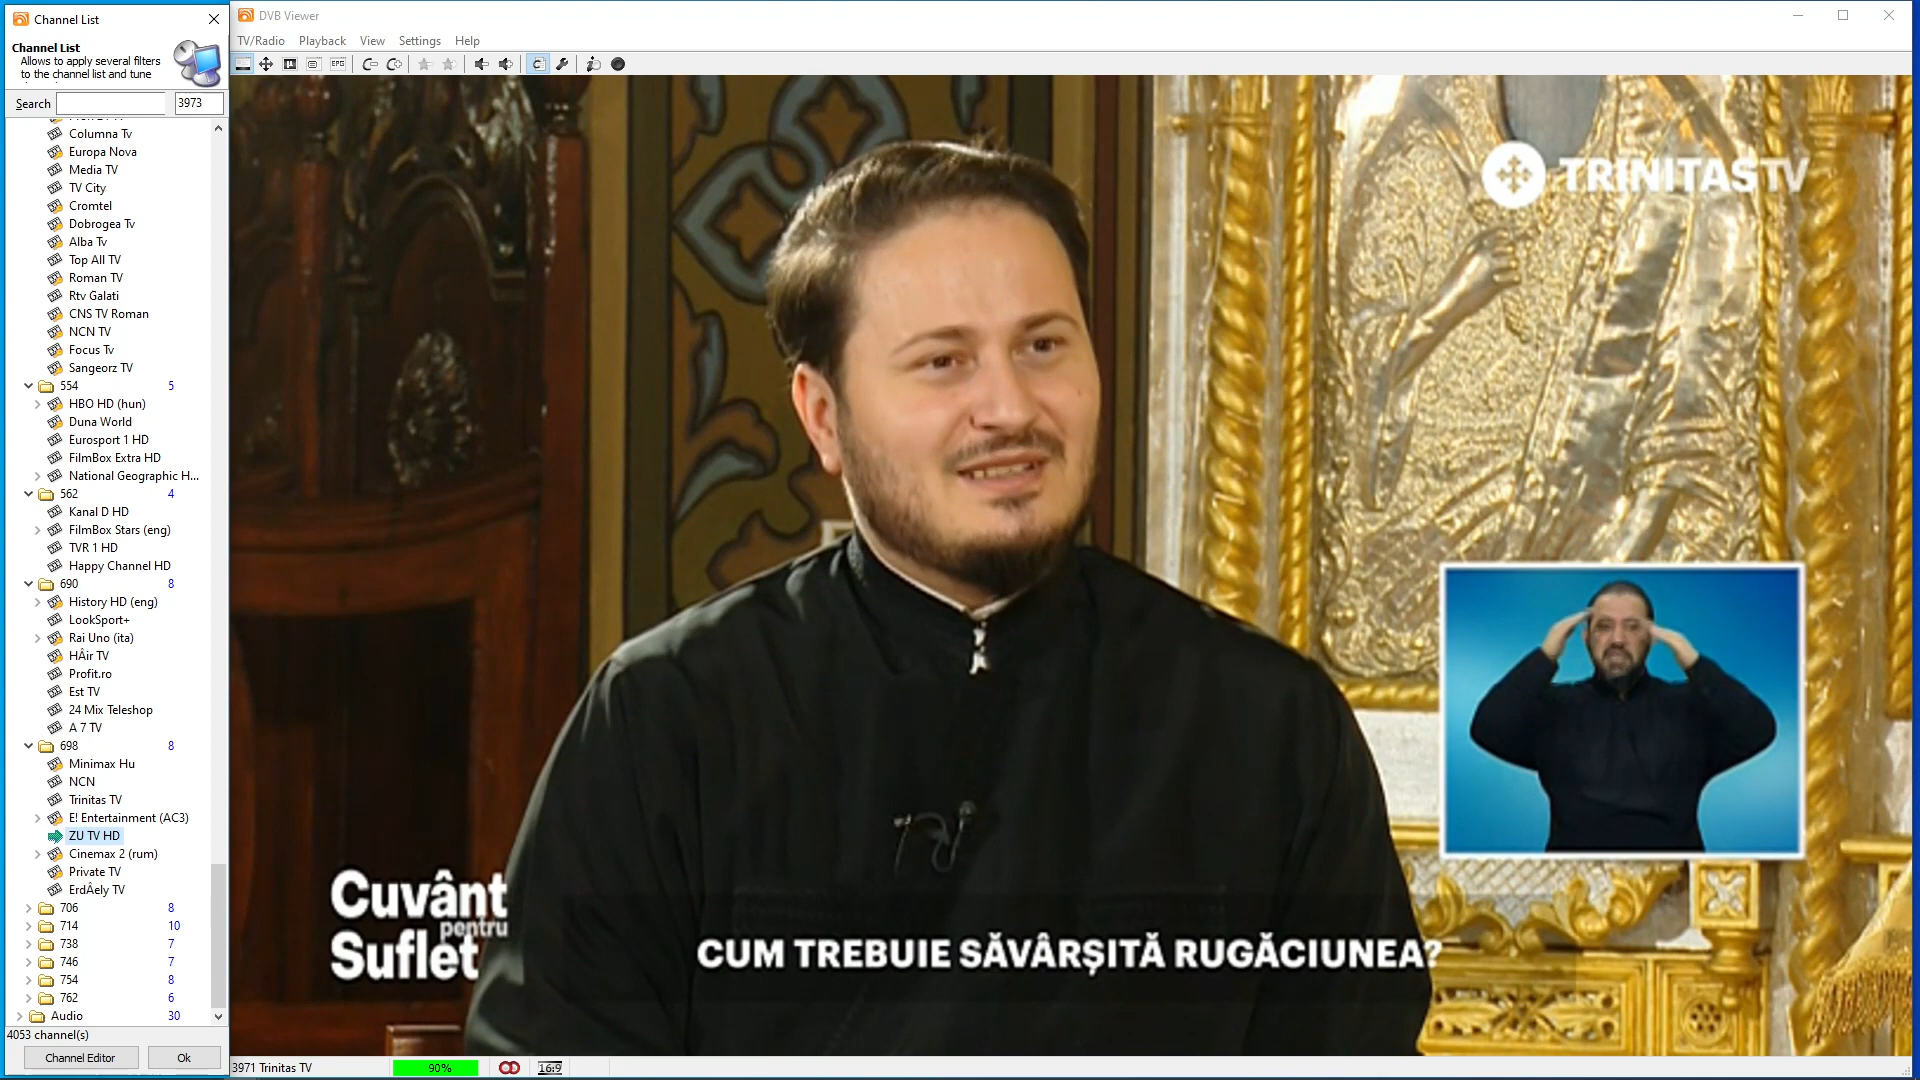 Channel List
DVB Viewer
Channel List
Allows to apply several filters
to the channel list and tune
Search
3973
TV/Radio Playback View Settings Help
EPG
Columna Tv
Europa Nova
Media TV
TV City
Cromtel
Dobrogea Tv
Alba Tv
Top All TV
Roman TV
Rtv Galati
CNS TV Roman
NCN TV
Focus Tv
Sangeorz TV
554 5
HBO HD (hun)
Duna World
Eurosport 1 HD
FilmBox Extra HD
National Geographic H...
562 4
Kanal D HD
FilmBox Stars (eng)
TVR 1 HD
Happy Channel HD
690 8
History HD (eng)
LookSport+
Rai Uno (ita)
HÂir TV
Profit.ro
Est TV
24 Mix Teleshop
A 7 TV
698 8
Minimax Hu
NCN
Trinitas TV
E! Entertainment (AC3)
ZU TV HD
Cinemax 2 (rum)
Private TV
ErdÂely TV
706 8
714 10
738 7
746 7
754 8
762 6
Audio 30
4053 channel(s)
Channel Editor Ok
TRINITAS TV
Cuvânt
pentru
Suflet
CUM TREBUIE SĂVÂRȘITĂ RUGĂCIUNEA?
3971 Trinitas TV 90% 16:9